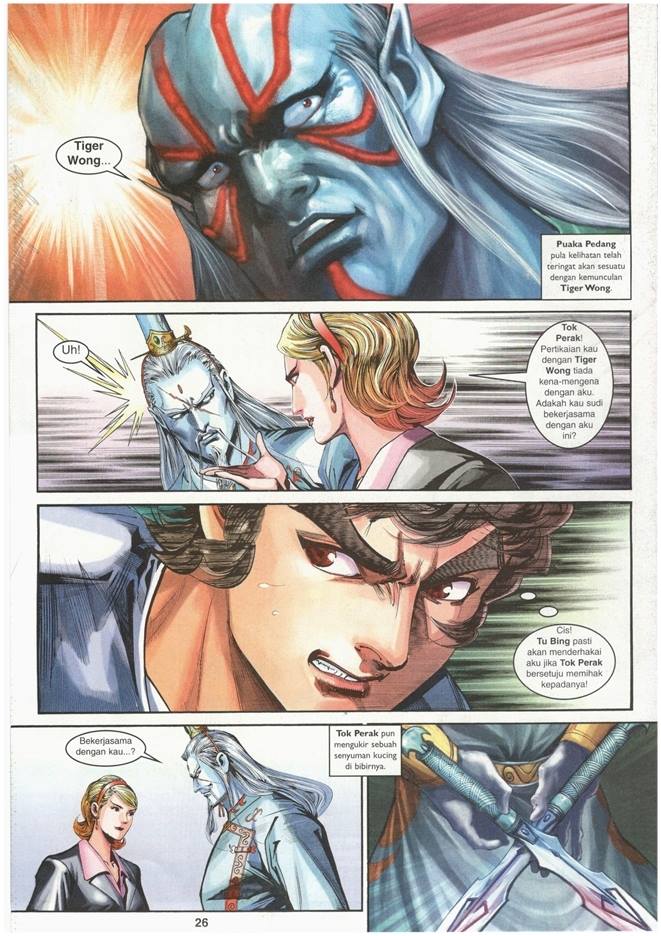 Tiger
Wong...
Puaka Pedang
pula kelihatan telah
teringat akan sesuatu
dengan kemunculan
Tiger Wong.
Uh!
Tok
Perak!
Pertikaian kau
dengan Tiger
Wong tiada
kena-mengena
dengan aku.
Adakah kau sudi
bekerjasama
dengan aku
ini?
Cis!
Tu Bing pasti
akan menderhakai
aku jika Tok Perak
bersetuju memihak
kepadanya!
Bekerjasama
dengan kau...?
Tok Perak pun
mengukir sebuah
senyuman kucing
di bibirnya.
26